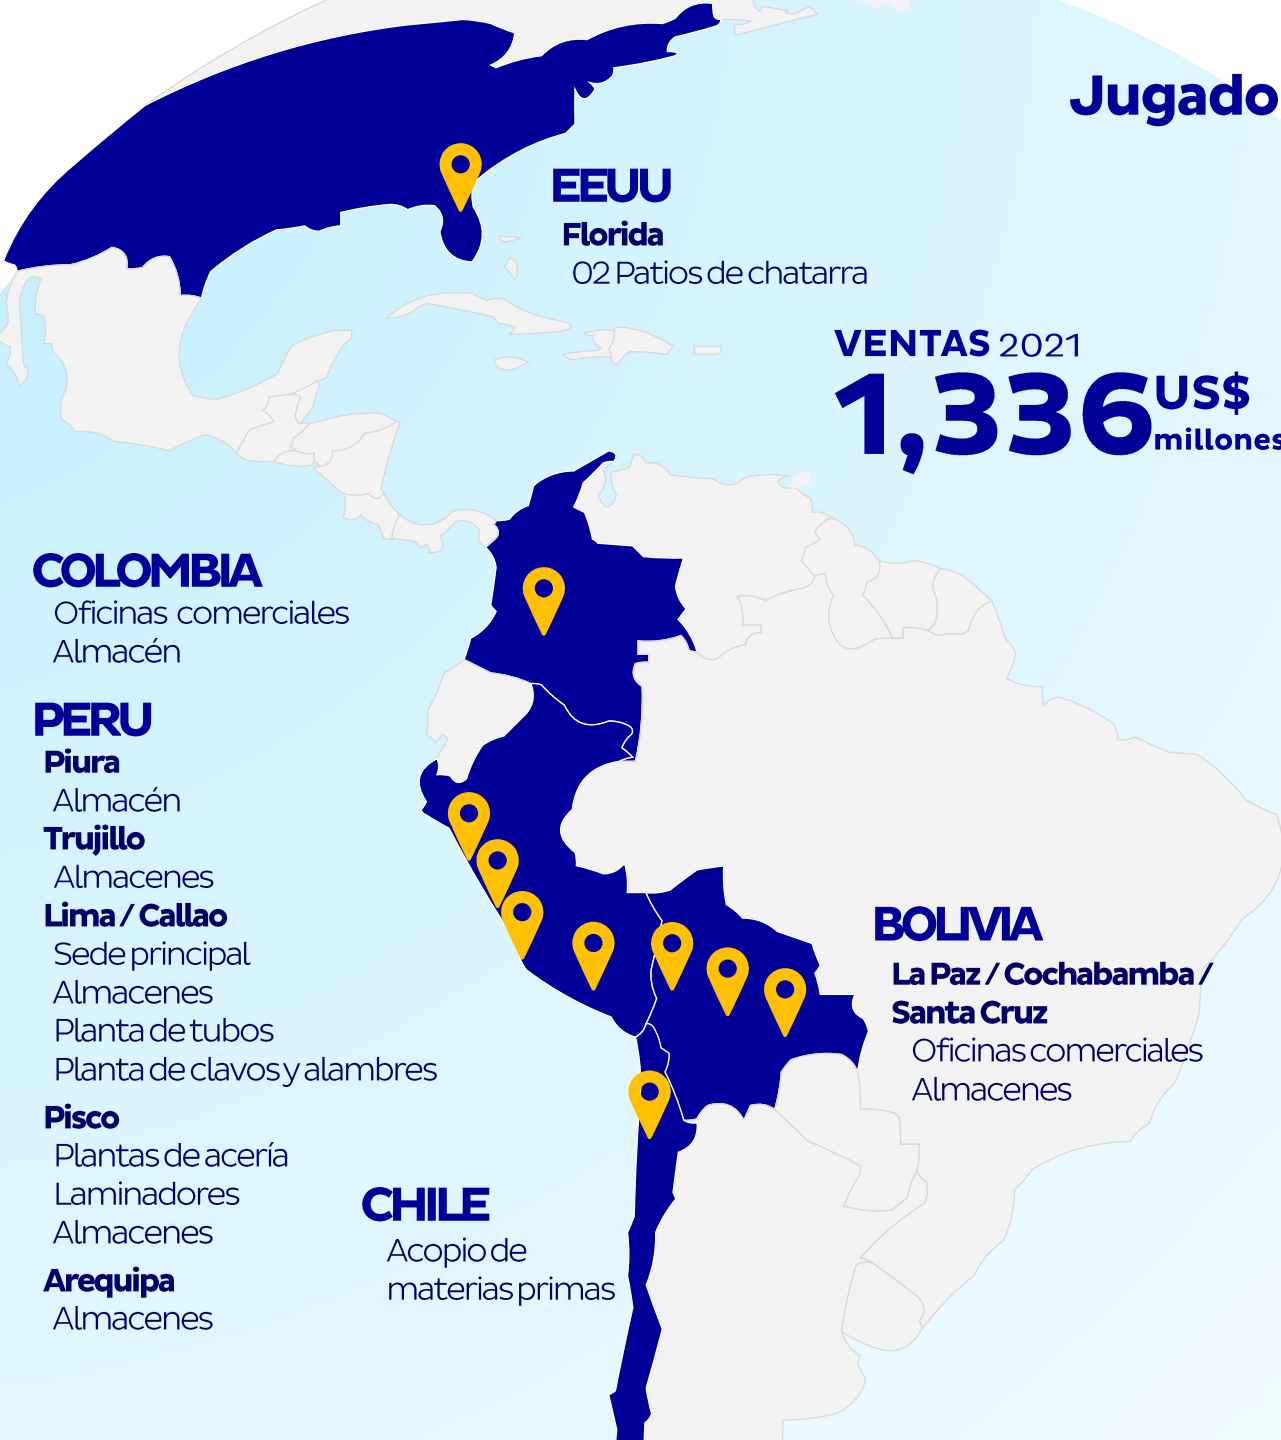 Jugado
EEUU
Florida
02 Patios de chatarra
VENTAS 2021
1,336 US$
millones
COLOMBIA
Oficinas comerciales
Almacén
PERU
Piura
Almacén
Trujillo
Almacenes
Lima / Callao
Sede principal
Almacenes
Planta de tubos
Planta de clavos y alambres
Pisco
Plantas de acería
Laminadores
Almacenes
Arequipa
Almacenes
CHILE
Acopio de
materias primas
BOLIVIA
La Paz / Cochabamba /
Santa Cruz
Oficinas comerciales
Almacenes